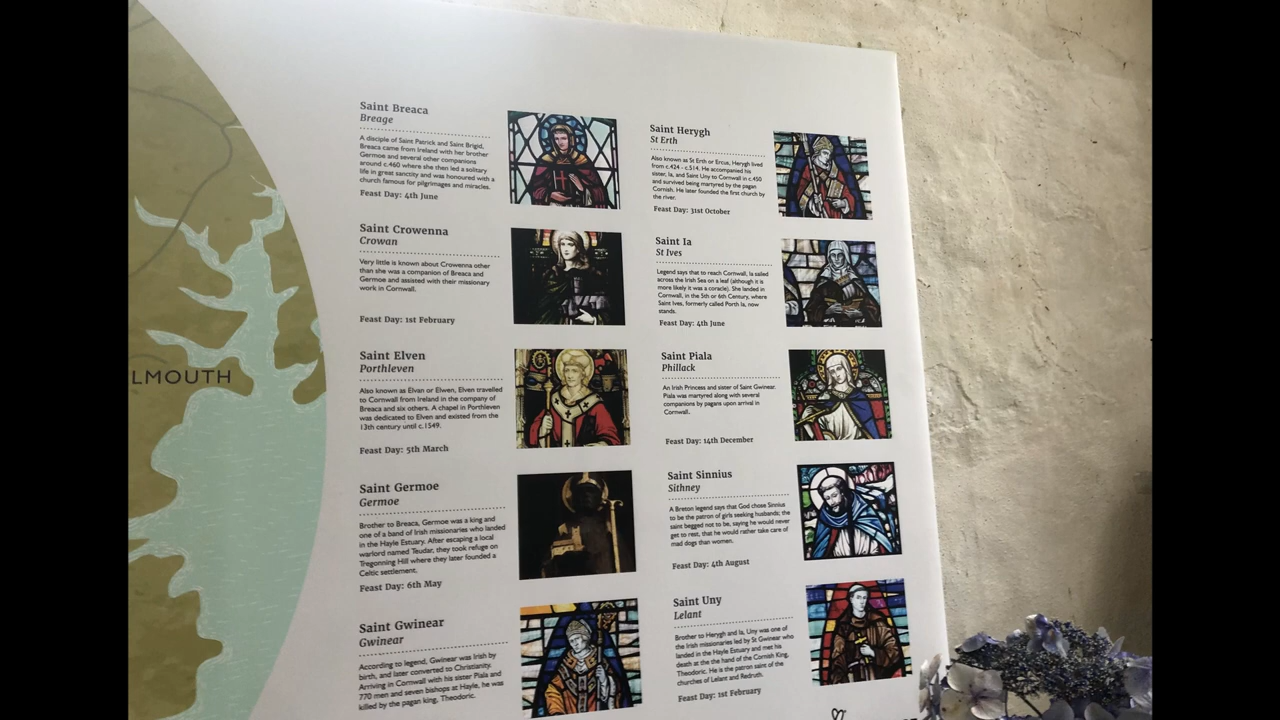 LMOUTH
Saint Breaca
Breage
A disciple of Saint Patrick and Saint Brigid,
Breaca came from Ireland with her brother
Germoe and several other companions
around c.460 where she then led a solitary
life in great sanctity and was honoured with a
church famous for pilgrimages and miracles.
Feast Day: 4th June
Saint Crowenna
Crowan
Very little is known about Crowenna other
than she was a companion of Breaca and
Germoe and assisted with their missionary
work in Cornwall.
Feast Day: 1st February
Saint Elven
Porthleven
Also known as Elvan or Elwen, Elven travelled
to Cornwall from Ireland in the company of
Breaca and six others. A chapel in Porthleven
was dedicated to Elven and existed from the
13th century until c.1549.
Feast Day: 5th March
Saint Germoe
Germoe
Brother to Breaca, Germoe was a king and
one of a band of Irish missionaries who landed
in the Hayle Estuary. After escaping a local
warlord named Teudar, they took refuge on
Tregonning Hill where they later founded a
Celtic settlement.
Feast Day: 6th May
Saint Gwinear
Gwinear
According to legend, Gwinear was Irish by
birth, and later converted to Christianity.
Arriving in Cornwall with his sister Piala and
770 men and seven bishops at Hayle, he was
killed by the pagan king, Theodoric.
Saint Herygh
St Erth
Also known as St Erth or Ercus, Herygh lived
from c.424 - c.514. He accompanied his
sister, Ia, and Saint Uny to Cornwall in c.450
and survived being martyred by the pagan
Cornish. He later founded the first church by
the river.
Feast Day: 31st October
Saint Ia
St Ives
Legend says that to reach Cornwall, Ia sailed
across the Irish Sea on a leaf (although it is
more likely it was a coracle). She landed in
Cornwall, in the 5th or 6th Century, where
Saint Ives, formerly called Porth Ia, now
stands.
Feast Day: 4th June
Saint Piala
Phillack
An Irish Princess and sister of Saint Gwinear.
Piala was martyred along with several
companions by pagans upon arrival in
Cornwall.
Feast Day: 14th December
Saint Sinnius
Sithney
A Breton legend says that God chose Sinnius
to be the patron of girls seeking husbands; the
saint begged not to be, saying he would never
get to rest, that he would rather take care of
mad dogs than women.
Feast Day: 4th August
Saint Uny
Lelant
Brother to Herygh and Ia, Uny was one of
the Irish missionaries led by St Gwinear who
landed in the Hayle Estuary and met his
death at the the hand of the Cornish King,
Theodoric. He is the patron saint of the
churches of Lelant and Redruth.
Feast Day: 1st February